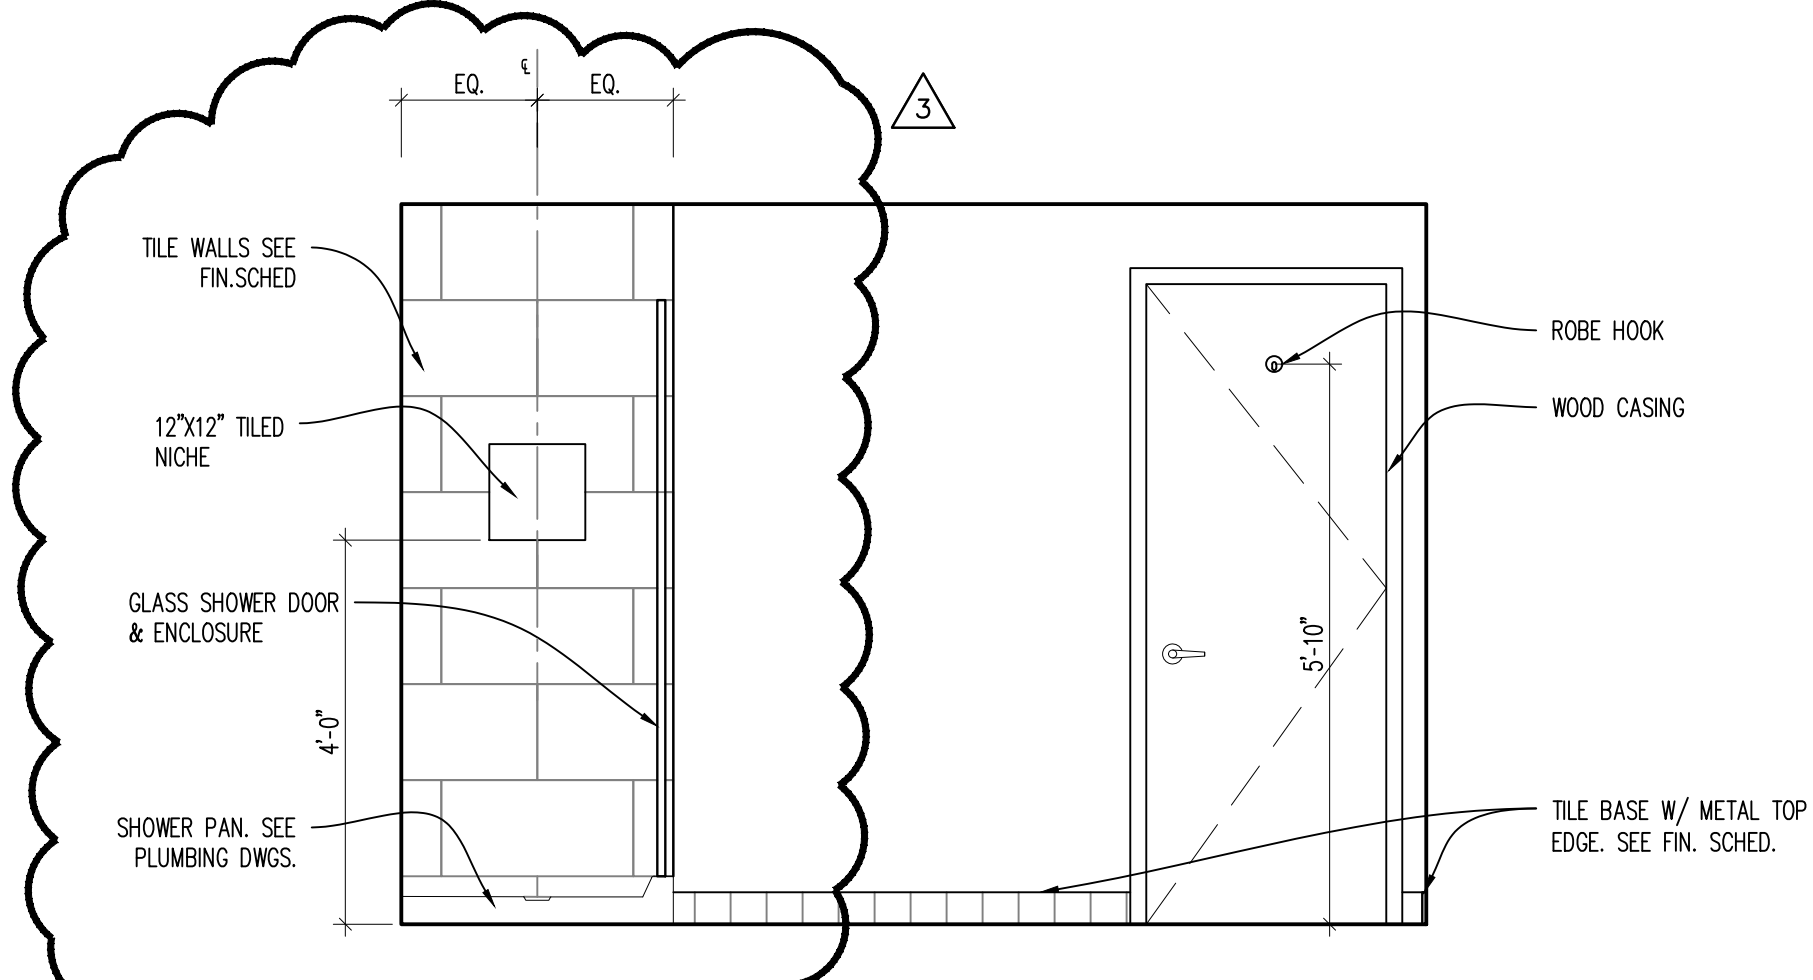 ℄
EQ.
EQ.
3
TILE WALLS SEE
FIN.SCHED
12"X12" TILED
NICHE
GLASS SHOWER DOOR
& ENCLOSURE
4'-0"
SHOWER PAN. SEE
PLUMBING DWGS.
ROBE HOOK
WOOD CASING
5'-10"
TILE BASE W/ METAL TOP
EDGE. SEE FIN. SCHED.